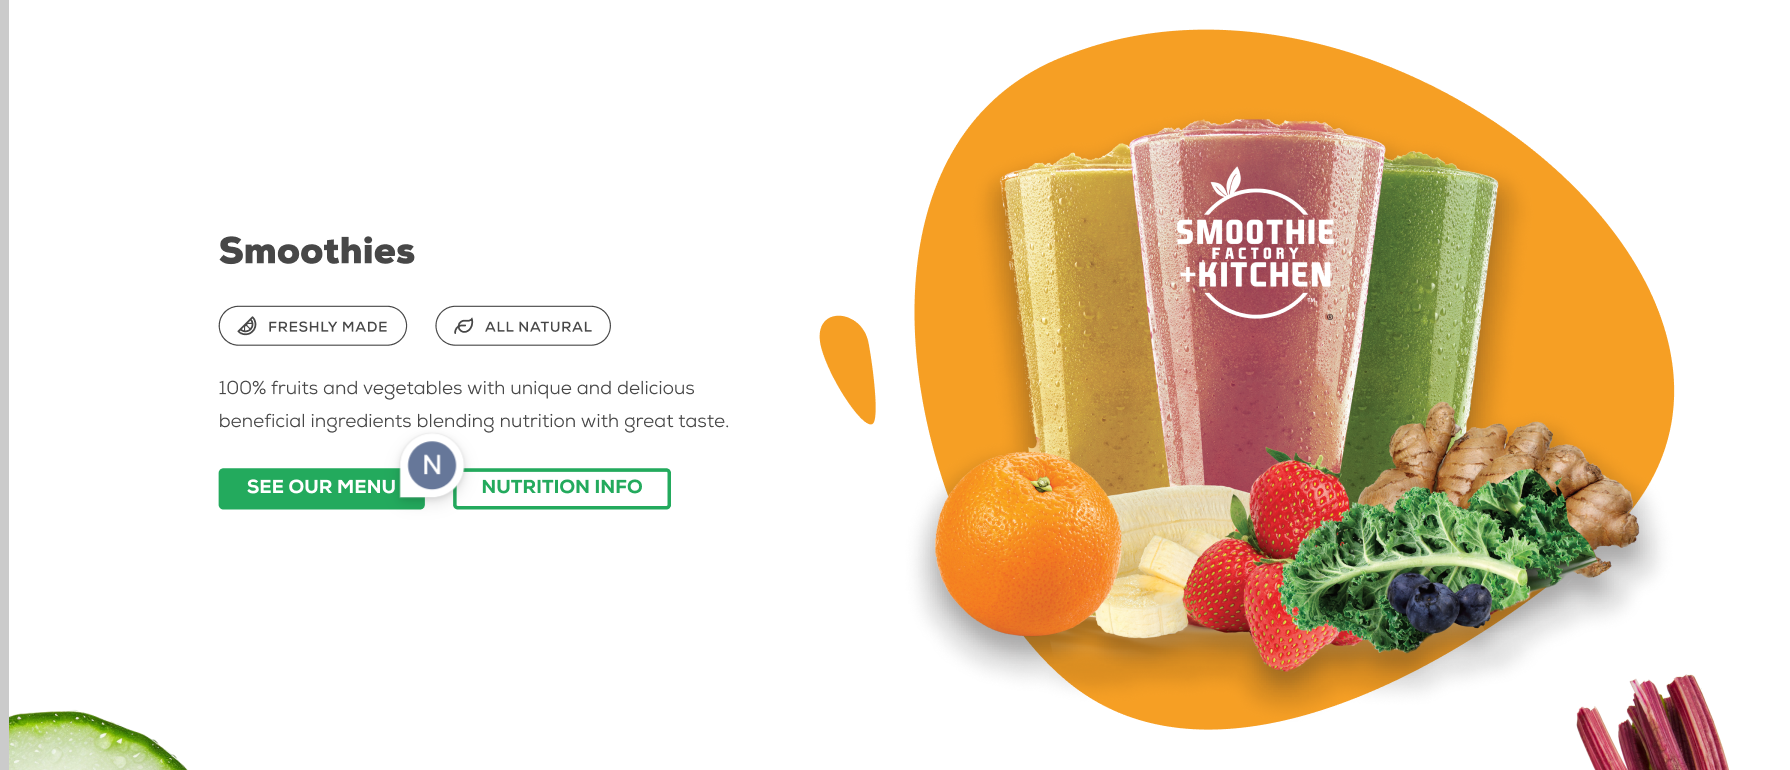 Smoothies
FRESHLY MADE
ALL NATURAL
100% fruits and vegetables with unique and delicious
beneficial ingredients blending nutrition with great taste.
SEE OUR MENU
N
NUTRITION INFO
SMOOTHIE
FACTORY
+KITCHEN
TM
®